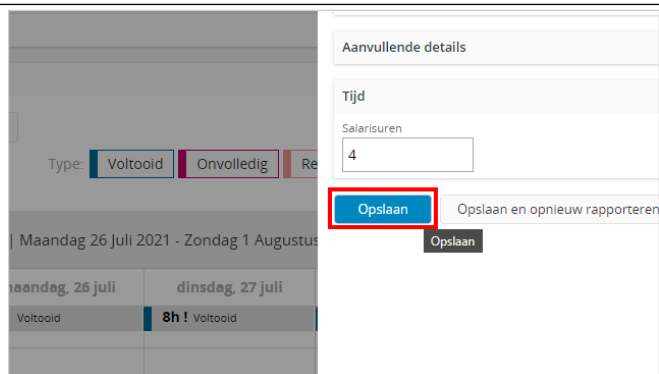 Aanvullende details
Tijd
Salarisuren
4
Opslaan
Opslaan en opnieuw rapporteren
Opslaan
Type: Voltooid Onvolledig Re
| Maandag 26 Juli 2021 - Zondag 1 Augustus
maandag, 26 juli dinsdag, 27 juli
Voltooid 8h ! Voltooid